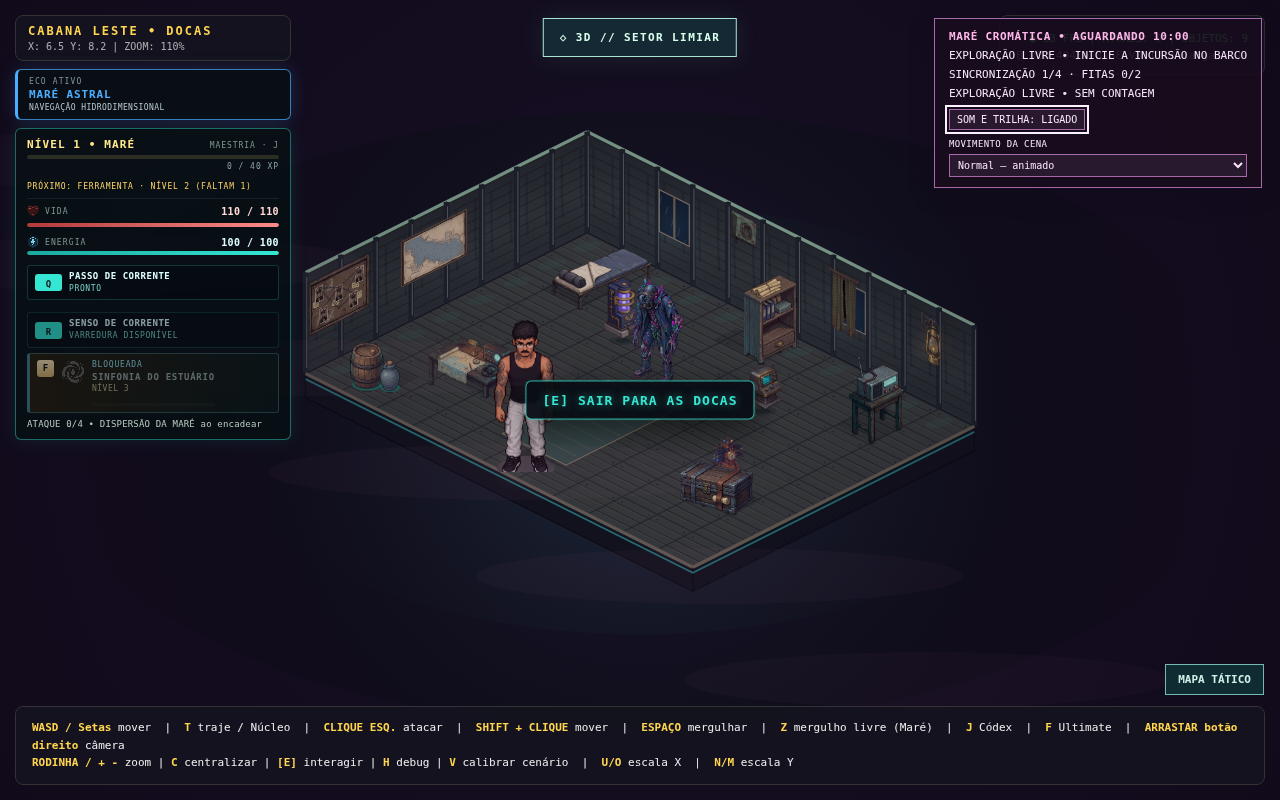 CABANA LESTE • DOCAS
X: 6.5 Y: 8.2 | ZOOM: 110%
ECO ATIVO
MARÉ ASTRAL
NAVEGAÇÃO HIDRODIMENSIONAL
NÍVEL 1 • MARÉ
MAESTRIA · J
0 / 40 XP
PRÓXIMO: FERRAMENTA · NÍVEL 2 (FALTAM 1)
VIDA 110 / 110
ENERGIA 100 / 100
Q PASSO DE CORRENTE
PRONTO
R SENSO DE CORRENTE
VARREDURA DISPONÍVEL
F BLOQUEADA
SINFONIA DO ESTUÁRIO
NÍVEL 3
ATAQUE 0/4 • DISPERSÃO DA MARÉ ao encadear
◇ 3D // SETOR LIMIAR
MARÉ CROMÁTICA • AGUARDANDO 10:00
EXPLORAÇÃO LIVRE • INICIE A INCURSÃO NO BARCO
SINCRONIZAÇÃO 1/4 · FITAS 0/2
EXPLORAÇÃO LIVRE • SEM CONTAGEM
SOM E TRILHA: LIGADO
MOVIMENTO DA CENA
Normal — animado
[E] SAIR PARA AS DOCAS
MAPA TÁTICO
WASD / Setas mover | T traje / Núcleo | CLIQUE ESQ. atacar | SHIFT + CLIQUE mover | ESPAÇO mergulhar | Z mergulho livre (Maré) | J Códex | F Ultimate | ARRASTAR botão
direito câmera
RODINHA / + - zoom | C centralizar | [E] interagir | H debug | V calibrar cenário | U/O escala X | N/M escala Y